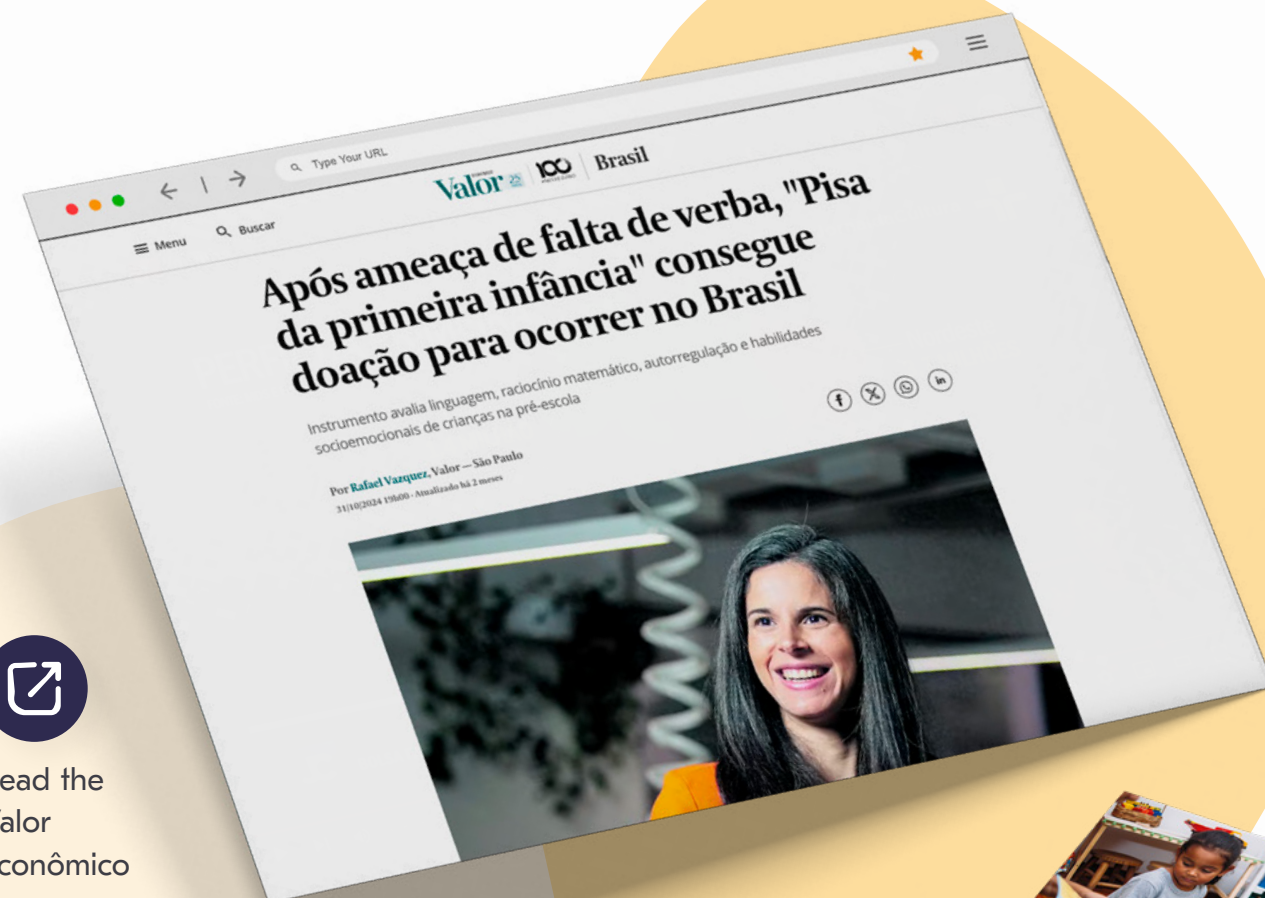 Type Your URL
Menu
Buscar
Valor
25
100
Brasil
Após ameaça de falta de verba, "Pisa
da primeira infância" consegue
doação para ocorrer no Brasil
Instrumento avalia linguagem, raciocínio matemático, autorregulação e habilidades
socioemocionais de crianças na pré-escola
Por Rafael Vazquez, Valor — São Paulo
31/10/2024 19h00 · Atualizado há 2 meses
ead the
alor
conômico